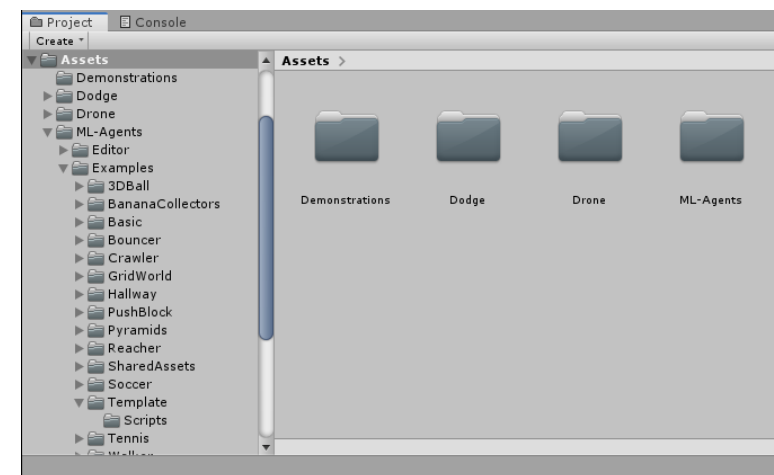 Project
Console
Create
Assets
Demonstrations
Dodge
Drone
ML-Agents
Editor
Examples
3DBall
BananaCollectors
Basic
Bouncer
Crawler
GridWorld
Hallway
PushBlock
Pyramids
Reacher
SharedAssets
Soccer
Template
Scripts
Tennis
Assets >
Demonstrations
Dodge
Drone
ML-Agents